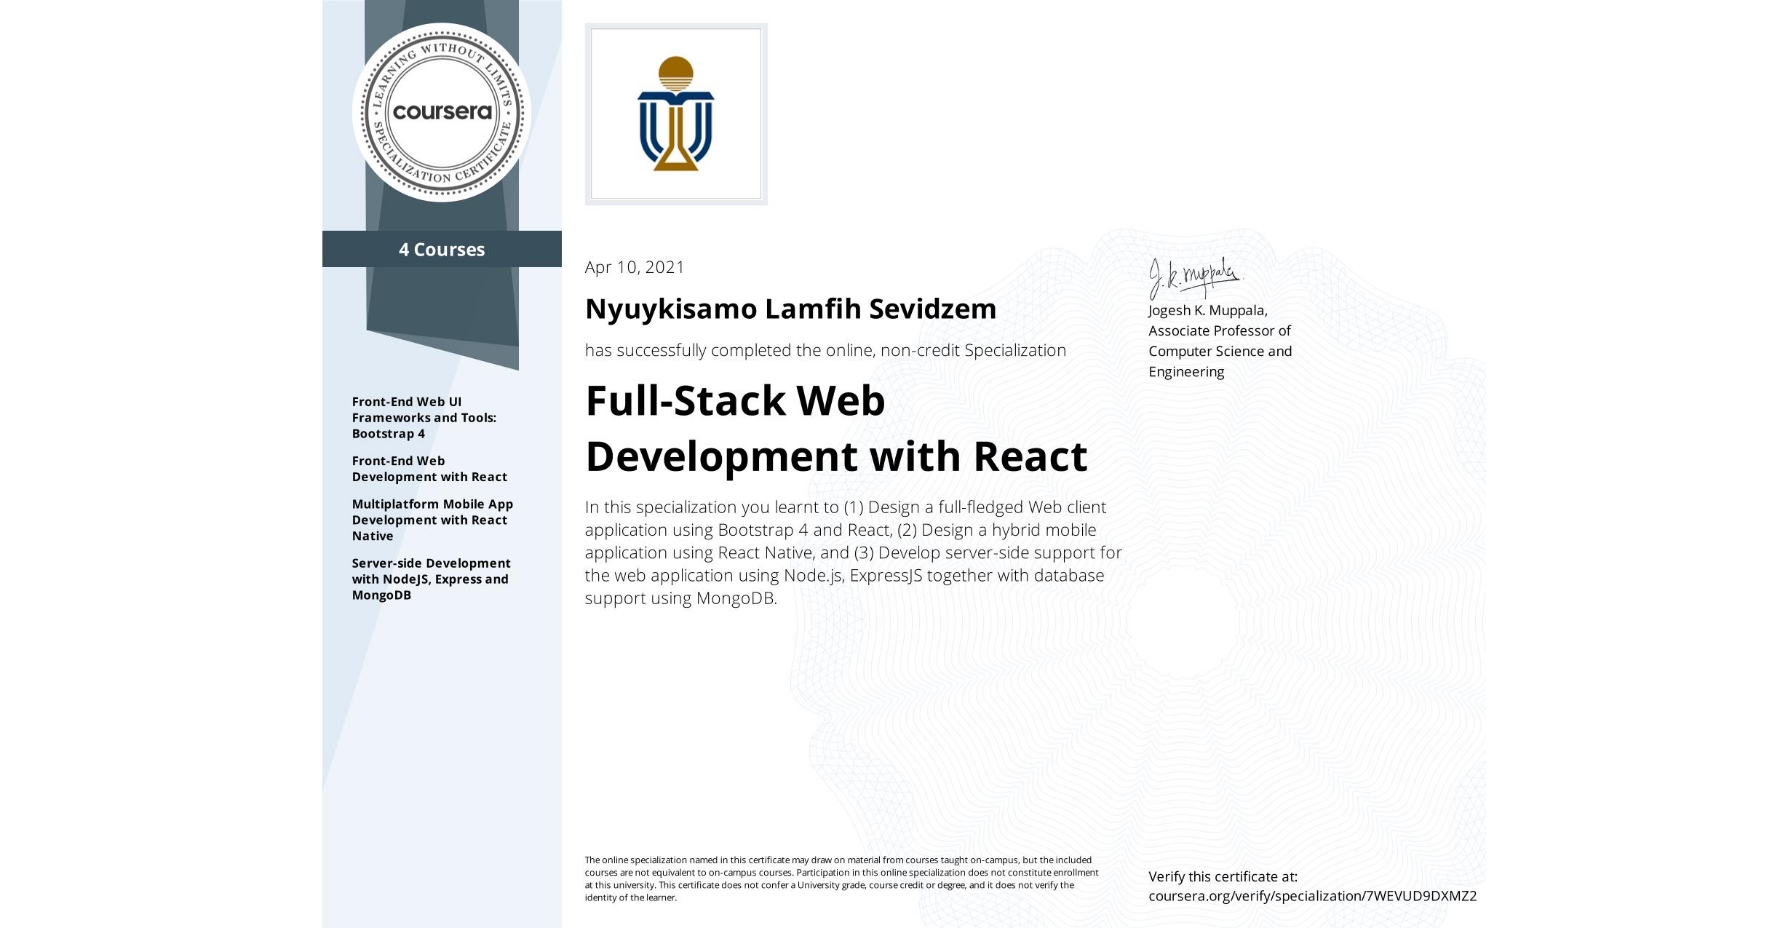 LEARNING WITHOUT LIMITS
coursera
SPECIALIZATION CERTIFICATE
4 Courses
Front-End Web UI
Frameworks and Tools:
Bootstrap 4
Front-End Web
Development with React
Multiplatform Mobile App
Development with React
Native
Server-side Development
with NodeJS, Express and
MongoDB
Apr 10, 2021
Nyuykisamo Lamfih Sevidzem
has successfully completed the online, non-credit Specialization
Full-Stack Web
Development with React
In this specialization you learnt to (1) Design a full-fledged Web client
application using Bootstrap 4 and React, (2) Design a hybrid mobile
application using React Native, and (3) Develop server-side support for
the web application using Node.js, ExpressJS together with database
support using MongoDB.
J. K. Muppala
Jogesh K. Muppala,
Associate Professor of
Computer Science and
Engineering
The online specialization named in this certificate may draw on material from courses taught on-campus, but the included
courses are not equivalent to on-campus courses. Participation in this online specialization does not constitute enrollment
at this university. This certificate does not confer a University grade, course credit or degree, and it does not verify the
identity of the learner.
Verify this certificate at:
coursera.org/verify/specialization/7WEVUD9DXMZ2